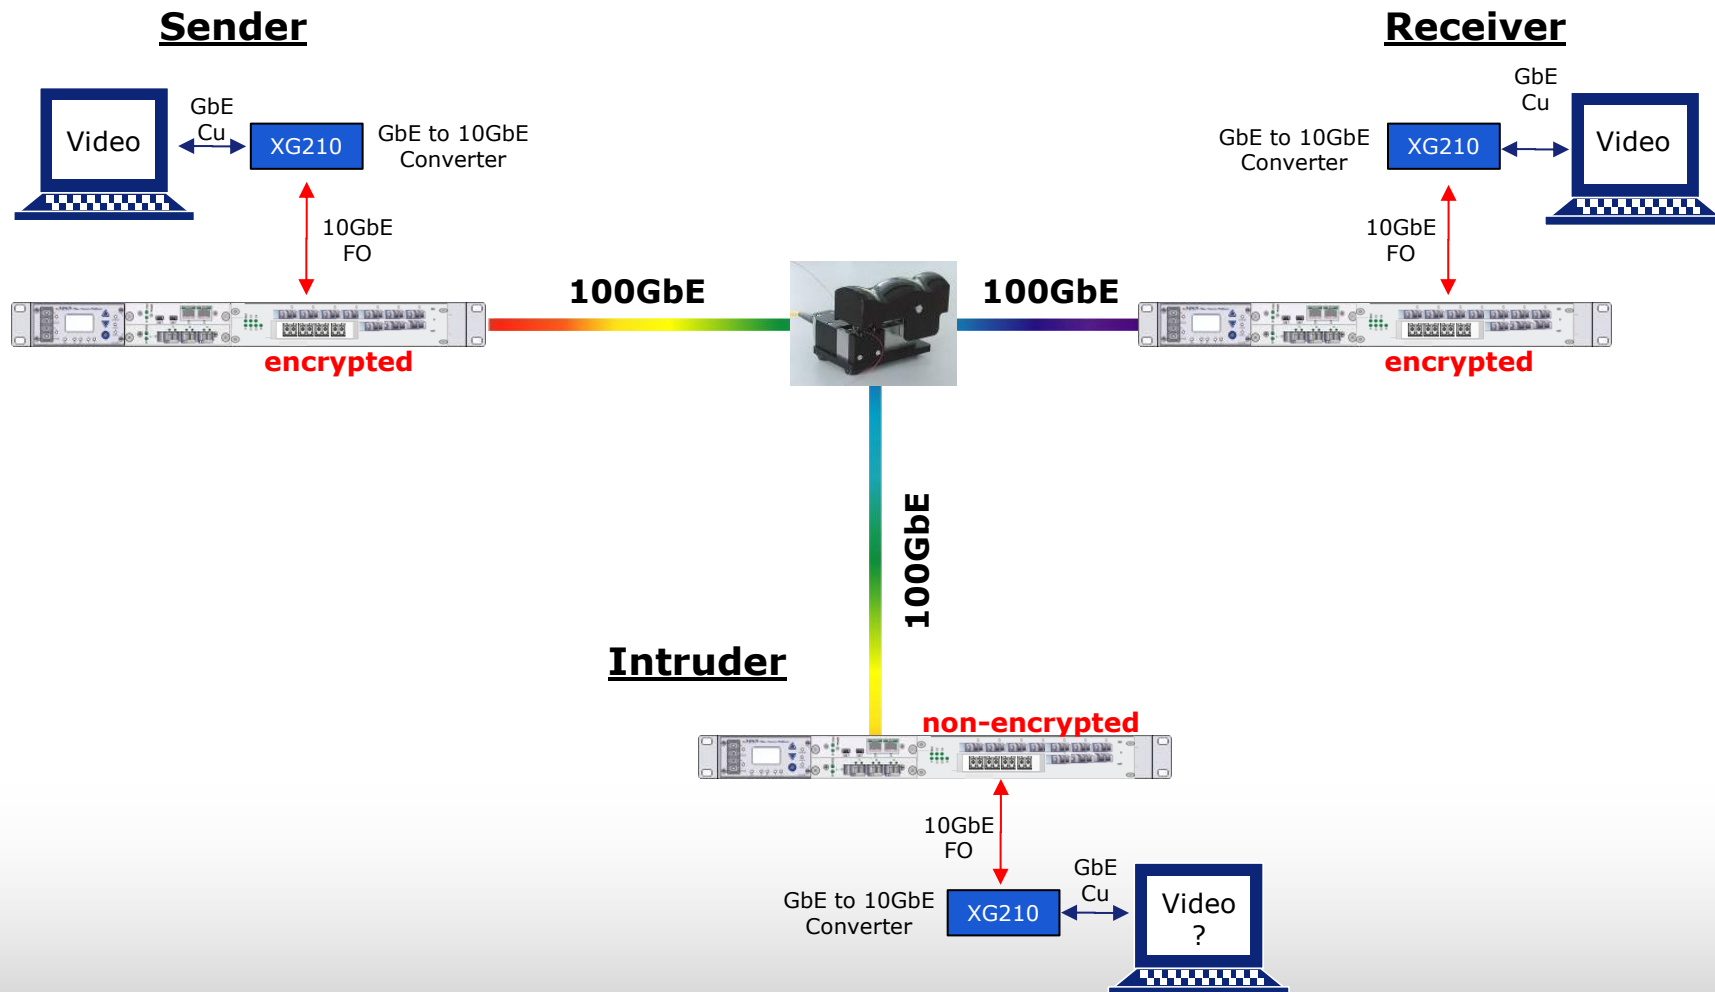 Sender
Receiver
Video
GbE
Cu
XG210
GbE to 10GbE
Converter
10GbE
FO
GbE to 10GbE
Converter
XG210
GbE
Cu
Video
10GbE
FO
100GbE
100GbE
encrypted
encrypted
100GbE
Intruder
non-encrypted
10GbE
FO
GbE to 10GbE
Converter
XG210
GbE
Cu
Video
?